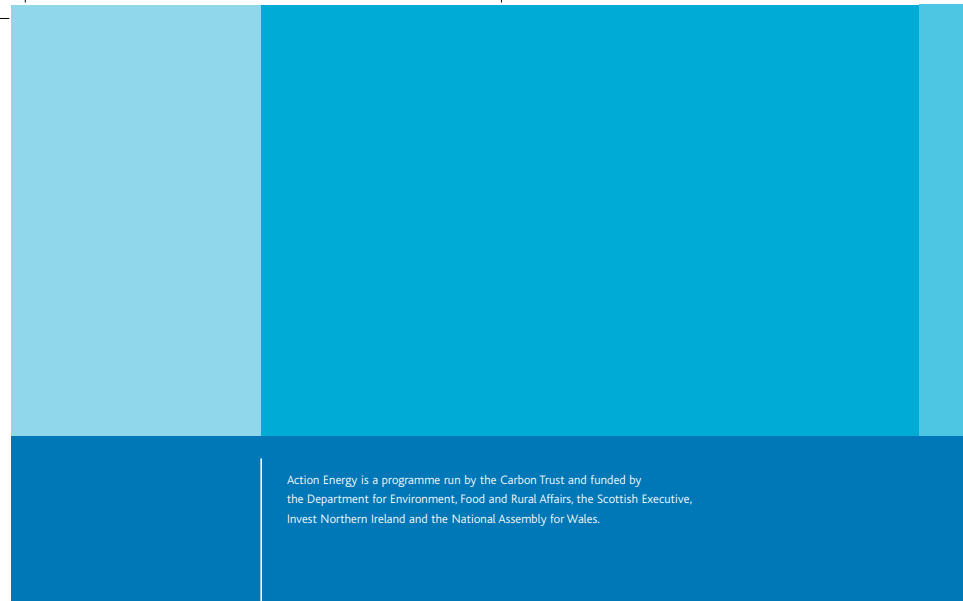 Action Energy is a programme run by the Carbon Trust and funded by
the Department for Environment, Food and Rural Affairs, the Scottish Executive,
Invest Northern Ireland and the National Assembly for Wales.